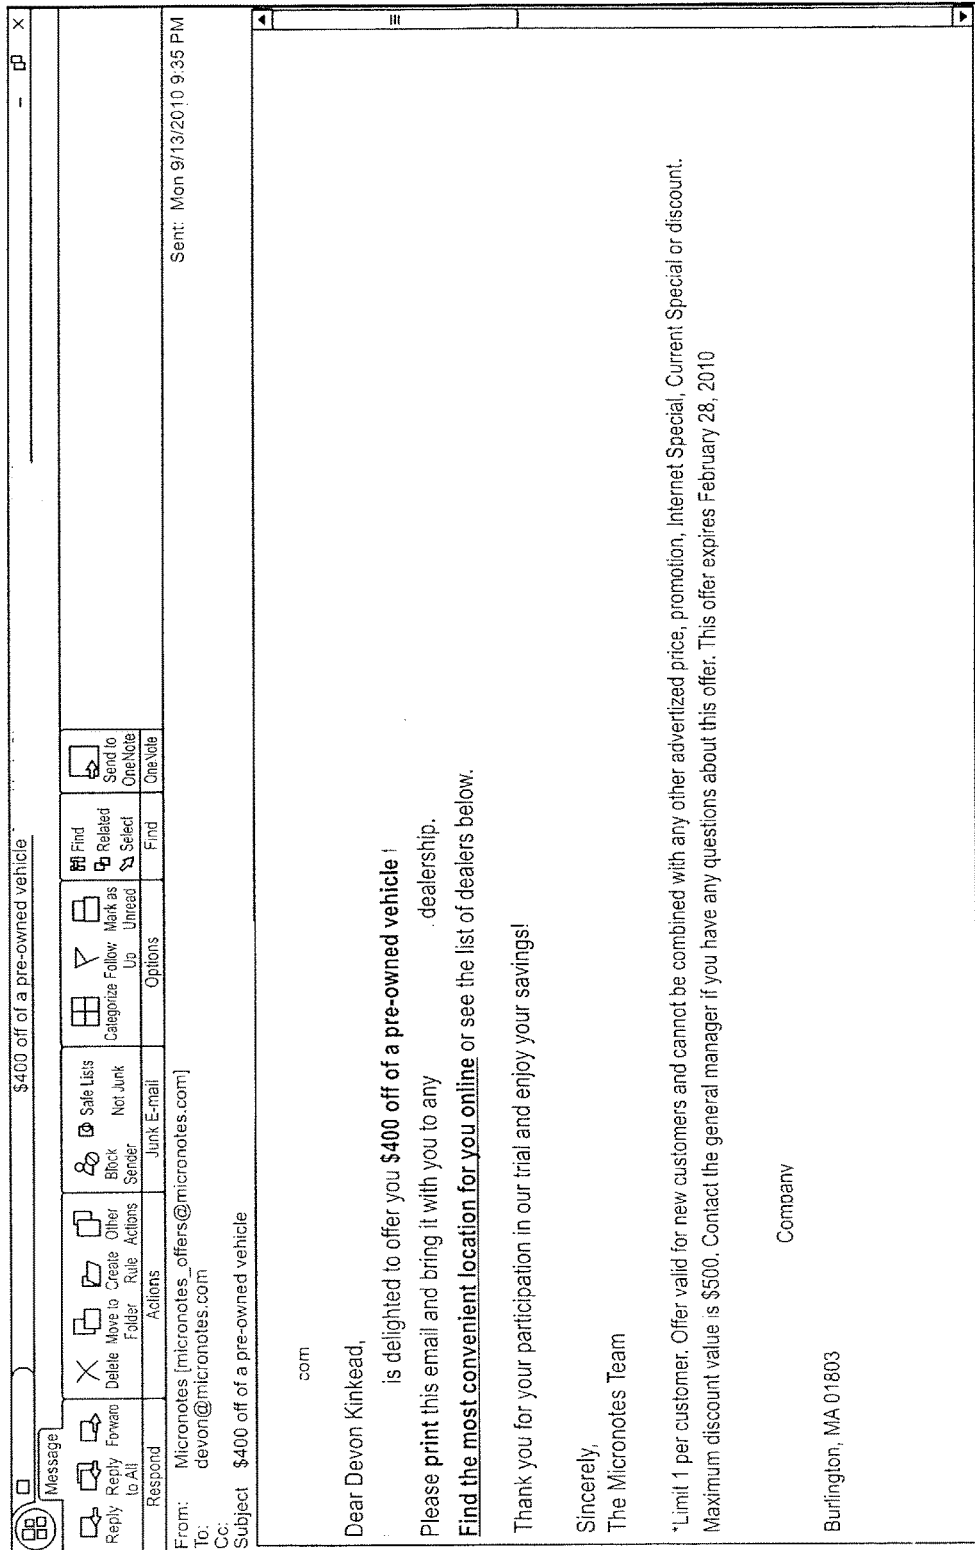 $400 off of a pre-owned vehicle
Message
Reply Reply to All Forward
Respond
Delete Move to Folder Create Rule Other Actions
Actions
Block Sender Safe Lists Not Junk
Junk E-mail
Categorize Follow Up Mark as Unread
Options
Find Related Select
Find
Send to OneNote
OneNote
From: Micronotes [micronotes_offers@micronotes.com]
Sent: Mon 9/13/2010 9:35 PM
To: devon@micronotes.com
Cc:
Subject $400 off of a pre-owned vehicle
com
Dear Devon Kinkead,
is delighted to offer you $400 off of a pre-owned vehicle !
Please print this email and bring it with you to any dealership.
Find the most convenient location for you online or see the list of dealers below.
Thank you for your participation in our trial and enjoy your savings!
Sincerely,
The Micronotes Team
*Limit 1 per customer. Offer valid for new customers and cannot be combined with any other advertized price, promotion, Internet Special, Current Special or discount.
Maximum discount value is $500. Contact the general manager if you have any questions about this offer. This offer expires February 28, 2010
Company
Burlington, MA 01803